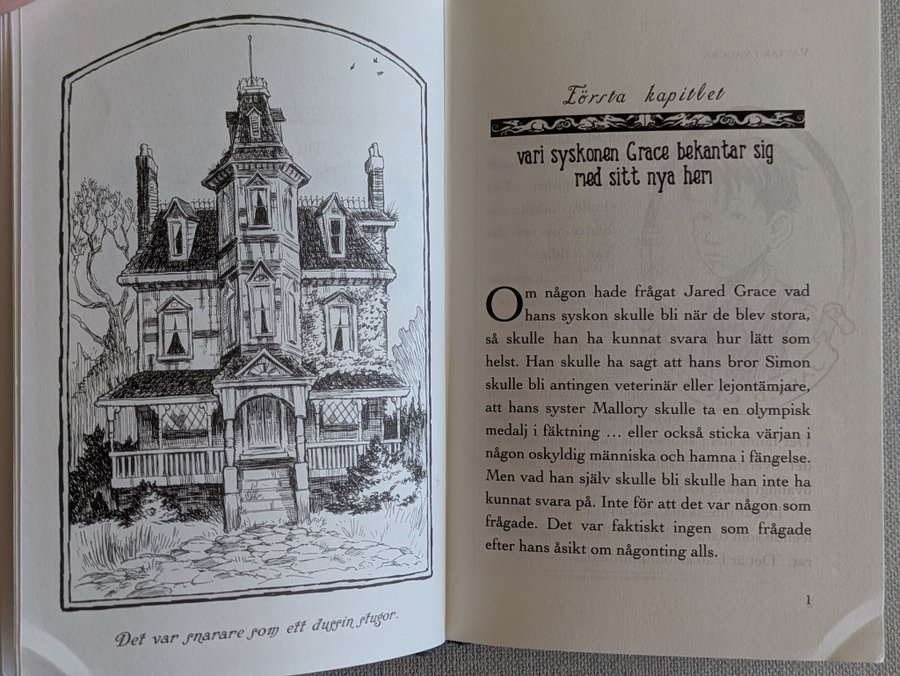 Det var snarare som ett dussin stugor.
Första kapitlet
vari syskonen Grace bekantar sig
med sitt nya hem
Om någon hade frågat Jared Grace vad
hans syskon skulle bli när de blev stora,
så skulle han ha kunnat svara hur lätt som
helst. Han skulle ha sagt att hans bror Simon
skulle bli antingen veterinär eller lejontämjare,
att hans syster Mallory skulle ta en olympisk
medalj i fäktning … eller också sticka värjan i
någon oskyldig människa och hamna i fängelse.
Men vad han själv skulle bli skulle han inte ha
kunnat svara på. Inte för att det var någon som
frågade. Det var faktiskt ingen som frågade
efter hans åsikt om någonting alls.
1